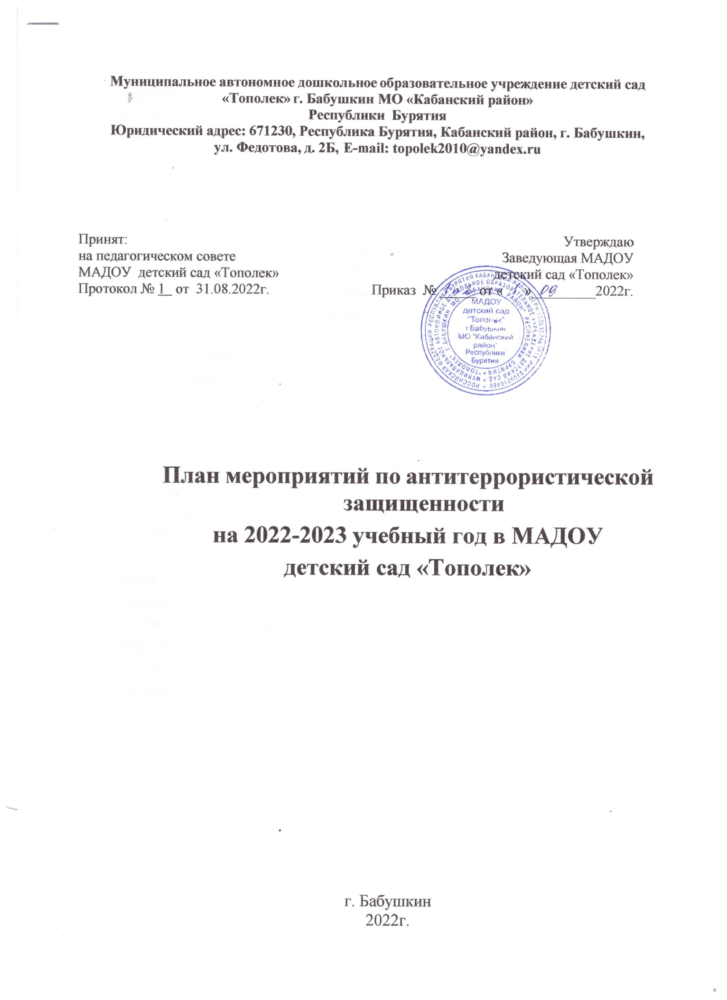 Муниципальное автономное дошкольное образовательное учреждение детский сад
«Тополек» г. Бабушкин МО «Кабанский район»
Республики Бурятия
Юридический адрес: 671230, Республика Бурятия, Кабанский район, г. Бабушкин,
ул. Федотова, д. 2Б, E-mail: topolek2010@yandex.ru
Принят:
на педагогическом совете
МАДОУ детский сад «Тополек»
Протокол № 1 от 31.08.2022г.
Утверждаю
Заведующая МАДОУ
детский сад «Тополек»
Приказ № от « 1 » 09 2022г.
МАДОУ
детский сад
"Тополек"
г Бабушкин
МО "Кабанский
район"
Республики
Бурятия
План мероприятий по антитеррористической
защищенности
на 2022-2023 учебный год в МАДОУ
детский сад «Тополек»
г. Бабушкин
2022г.